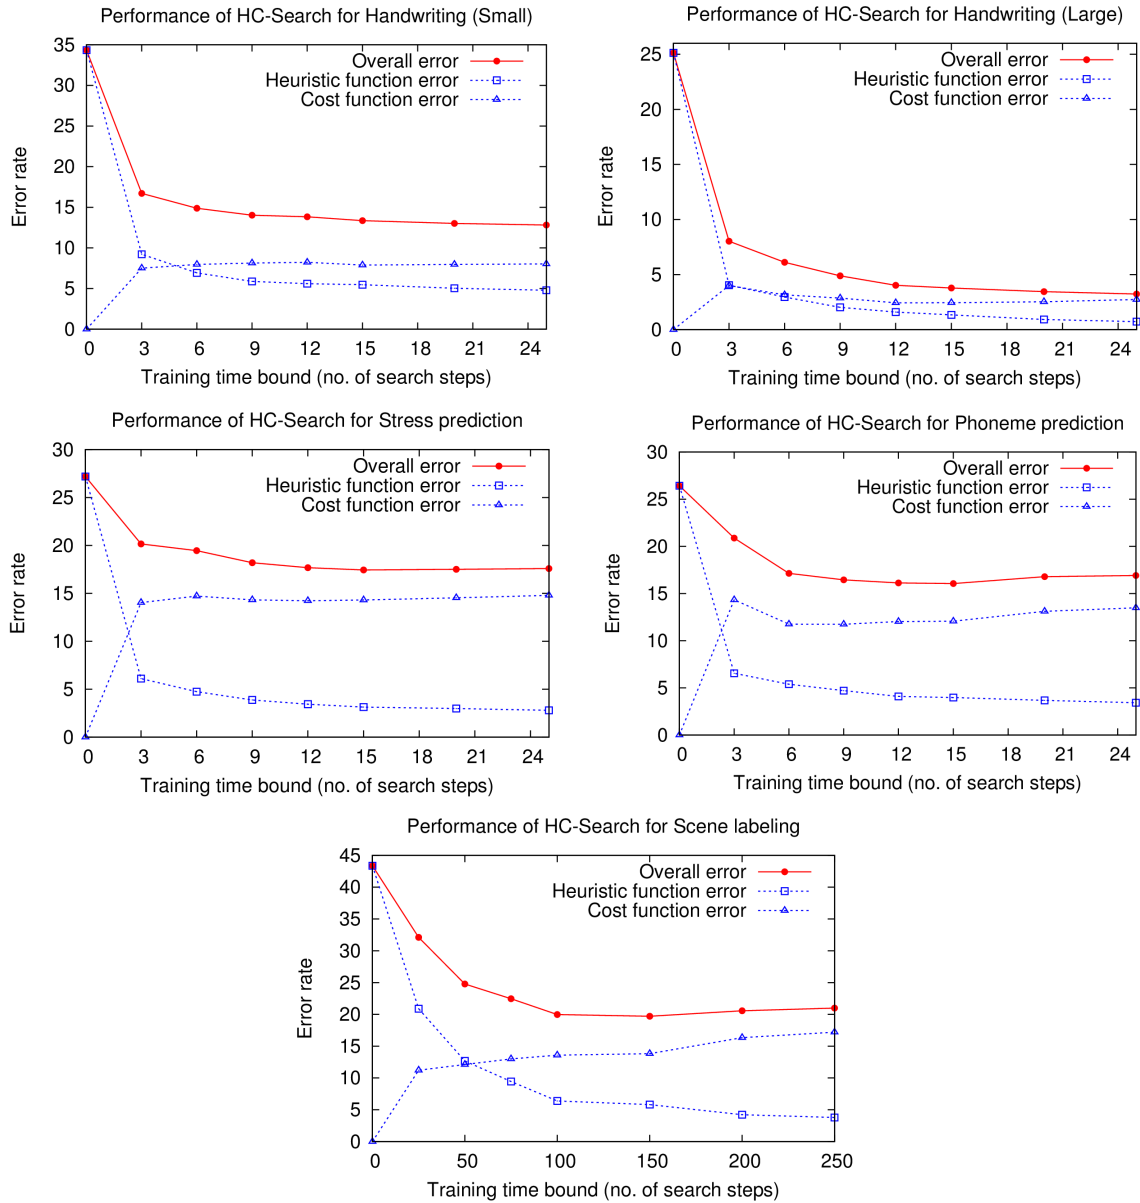 Performance of HC-Search for Handwriting (Small)
35
30
25
20
15
10
5
0
Error rate
Overall error
Heuristic function error
Cost function error
0 3 6 9 12 15 18 21 24
Training time bound (no. of search steps)
Performance of HC-Search for Handwriting (Large)
25
20
15
10
5
0
Error rate
Overall error
Heuristic function error
Cost function error
0 3 6 9 12 15 18 21 24
Training time bound (no. of search steps)
Performance of HC-Search for Stress prediction
30
25
20
15
10
5
0
Error rate
Overall error
Heuristic function error
Cost function error
0 3 6 9 12 15 18 21 24
Training time bound (no. of search steps)
Performance of HC-Search for Phoneme prediction
30
25
20
15
10
5
0
Error rate
Overall error
Heuristic function error
Cost function error
0 3 6 9 12 15 18 21 24
Training time bound (no. of search steps)
Performance of HC-Search for Scene labeling
45
40
35
30
25
20
15
10
5
0
Error rate
Overall error
Heuristic function error
Cost function error
0 50 100 150 200 250
Training time bound (no. of search steps)